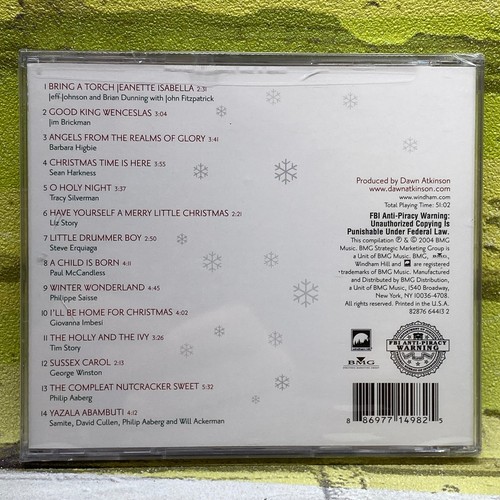 1 BRING A TORCH JEANETTE ISABELLA 2:51
Jeff Johnson and Brian Dunning with John Fitzpatrick
2 GOOD KING WENCESLAS 3:04
Jim Brickman
3 ANGELS FROM THE REALMS OF GLORY 3:41
Barbara Higbie
4 CHRISTMAS TIME IS HERE 3:55
Sean Harkness
5 O HOLY NIGHT 3:37
Tracy Silverman
6 HAVE YOURSELF A MERRY LITTLE CHRISTMAS 2:21
Liz Story
7 LITTLE DRUMMER BOY 2:50
Steve Erquiaga
8 A CHILD IS BORN 4:11
Paul McCandless
9 WINTER WONDERLAND 4:45
Philippe Saisse
10 I'LL BE HOME FOR CHRISTMAS 4:02
Giovanna Imbesi
11 THE HOLLY AND THE IVY 3:26
Tim Story
12 SUSSEX CAROL 2:13
George Winston
13 THE COMPLEAT NUTCRACKER SWEET 5:32
Philip Aaberg
14 YAZALA ABAMBUTI 4:12
Samite, David Cullen, Philip Aaberg and Will Ackerman
Produced by Dawn Atkinson
www.dawnatkinson.com
www.windham.com
Total Playing Time: 51:02
FBI Anti-Piracy Warning:
Unauthorized Copying Is
Punishable Under Federal Law.
This compilation ℗ & © 2004 BMG
Music. BMG Strategic Marketing Group is
a Unit of BMG Music. BMG, BMG,
Windham Hill and are registered
trademarks of BMG Music. Manufactured
and Distributed by BMG Distribution,
a Unit of BMG Music, 1540 Broadway,
New York, NY 10036-4708.
All rights reserved. Printed in the U.S.A.
82876 64413 2
BMG
FBI ANTI-PIRACY
WARNING
8 86977 14982 5